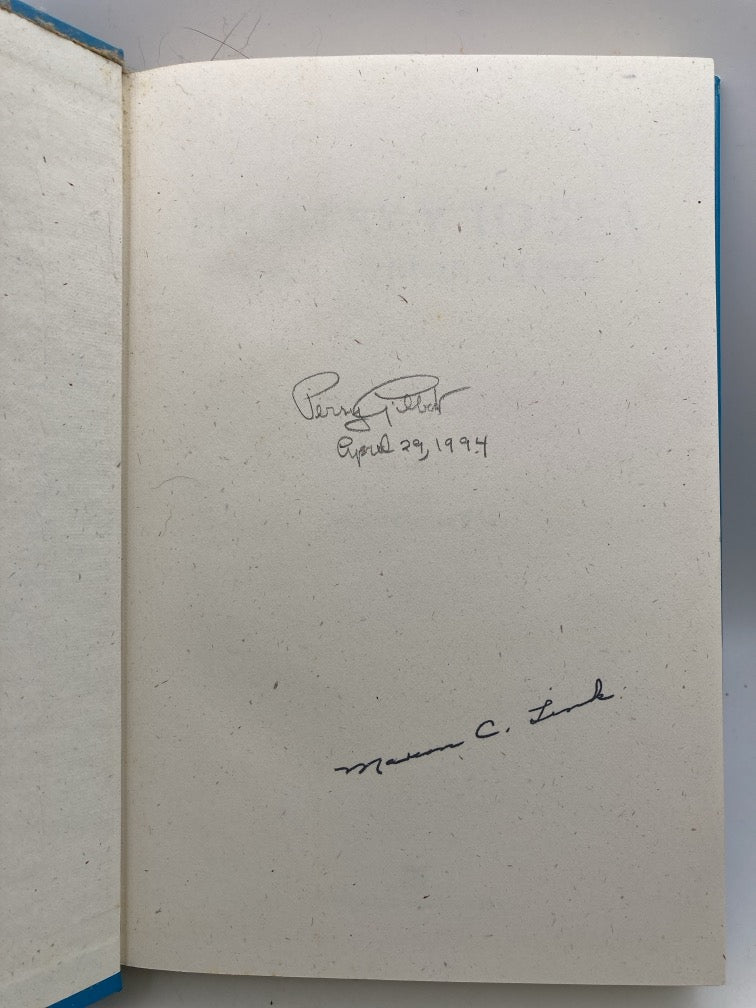 Perry Gilbert
April 29, 1994
Marion C. Link